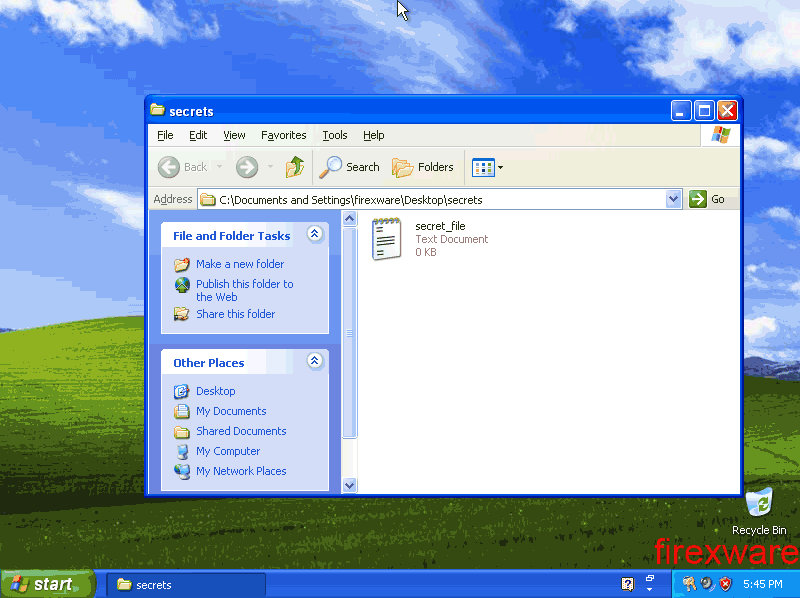 secrets
File Edit View Favorites Tools Help
Back Search Folders
Address C:\Documents and Settings\firexware\Desktop\secrets Go
File and Folder Tasks
Make a new folder
Publish this folder to
the Web
Share this folder
Other Places
Desktop
My Documents
Shared Documents
My Computer
My Network Places
secret_file
Text Document
0 KB
Recycle Bin
firexware
start secrets ? 5:45 PM